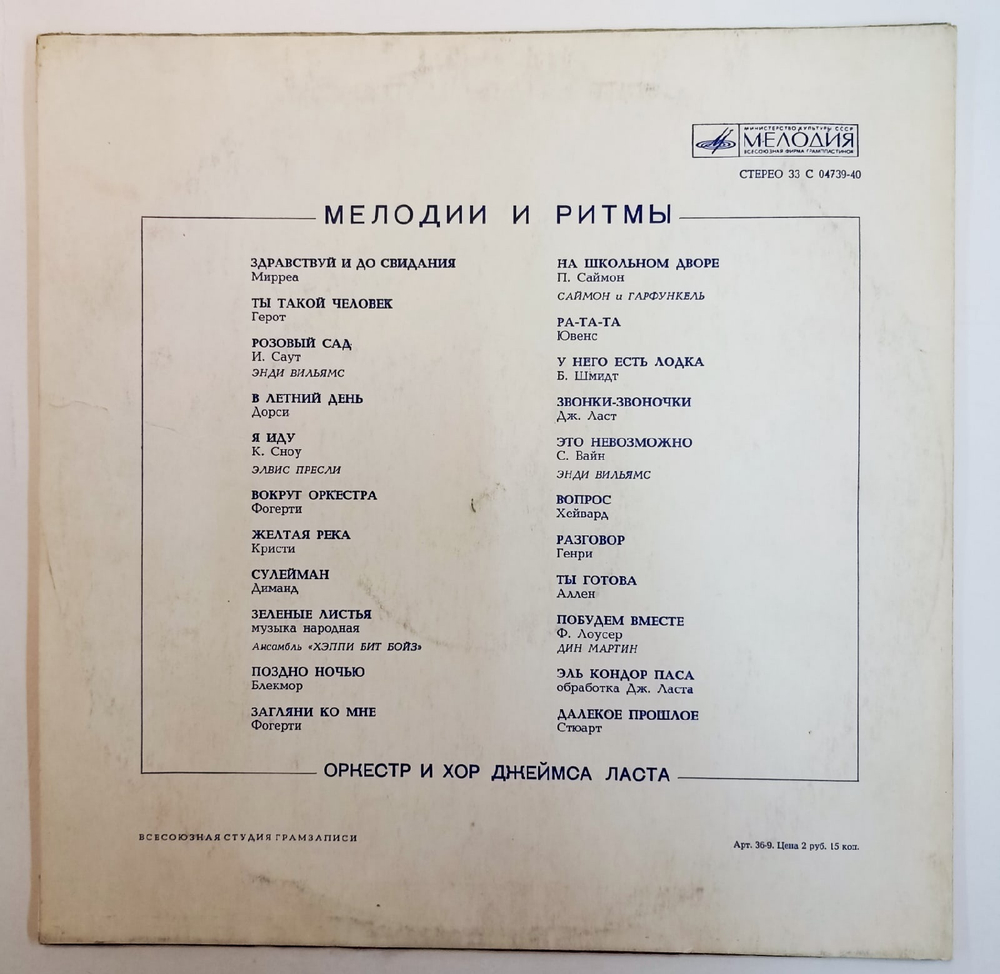 МИНИСТЕРСТВО КУЛЬТУРЫ СССР
МЕЛОДИЯ
ВСЕСОЮЗНАЯ ФИРМА ГРАМПЛАСТИНОК
СТЕРЕО 33 С 04739-40
МЕЛОДИИ И РИТМЫ
ЗДРАВСТВУЙ И ДО СВИДАНИЯ
Мирреа
ТЫ ТАКОЙ ЧЕЛОВЕК
Герот
РОЗОВЫЙ САД
И. Саут
ЭНДИ ВИЛЬЯМС
В ЛЕТНИЙ ДЕНЬ
Дорси
Я ИДУ
К. Сноу
ЭЛВИС ПРЕСЛИ
ВОКРУГ ОРКЕСТРА
Фогерти
ЖЕЛТАЯ РЕКА
Кристи
СУЛЕЙМАН
Диманд
ЗЕЛЕНЫЕ ЛИСТЬЯ
музыка народная
Ансамбль «ХЭППИ БИТ БОЙЗ»
ПОЗДНО НОЧЬЮ
Блекмор
ЗАГЛЯНИ КО МНЕ
Фогерти
НА ШКОЛЬНОМ ДВОРЕ
П. Саймон
САЙМОН и ГАРФУНКЕЛЬ
РА-ТА-ТА
Ювенс
У НЕГО ЕСТЬ ЛОДКА
Б. Шмидт
ЗВОНКИ-ЗВОНОЧКИ
Дж. Ласт
ЭТО НЕВОЗМОЖНО
С. Вайн
ЭНДИ ВИЛЬЯМС
ВОПРОС
Хейвард
РАЗГОВОР
Генри
ТЫ ГОТОВА
Аллен
ПОБУДЕМ ВМЕСТЕ
Ф. Лоусер
ДИН МАРТИН
ЭЛЬ КОНДОР ПАСА
обработка Дж. Ласта
ДАЛЕКОЕ ПРОШЛОЕ
Стюарт
ОРКЕСТР И ХОР ДЖЕЙМСА ЛАСТА
ВСЕСОЮЗНАЯ СТУДИЯ ГРАМЗАПИСИ
Арт. 36-9. Цена 2 руб. 15 коп.